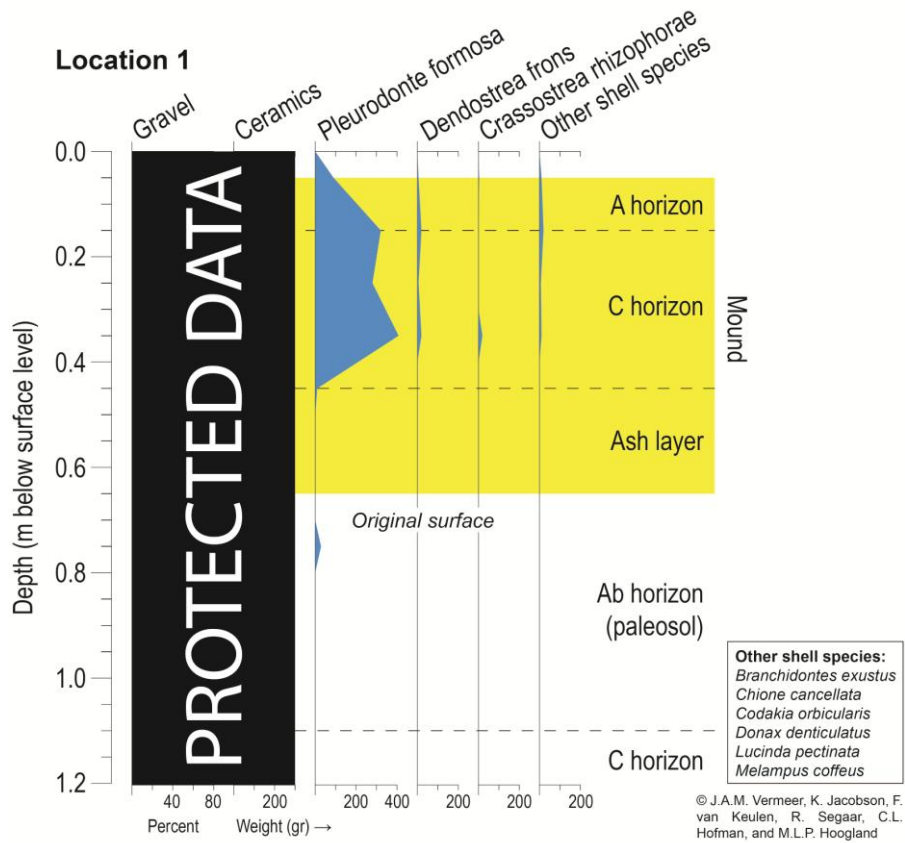 Location 1
Gravel
Ceramics
Pleurodonte formosa
Dendostrea frons
Crassostrea rhizophorae
Other shell species
0.0
0.2
0.4
0.6
0.8
1.0
1.2
Depth (m below surface level)
PROTECTED DATA
A horizon
C horizon
Mound
Ash layer
Original surface
Ab horizon
(paleosol)
C horizon
40 80 200 200 400 200 200 200
Percent Weight (gr) →
Other shell species:
Branchidontes exustus
Chione cancellata
Codakia orbicularis
Donax denticulatus
Lucinda pectinata
Melampus coffeus
© J.A.M. Vermeer, K. Jacobson, F.
van Keulen, R. Segaar, C.L.
Hofman, and M.L.P. Hoogland